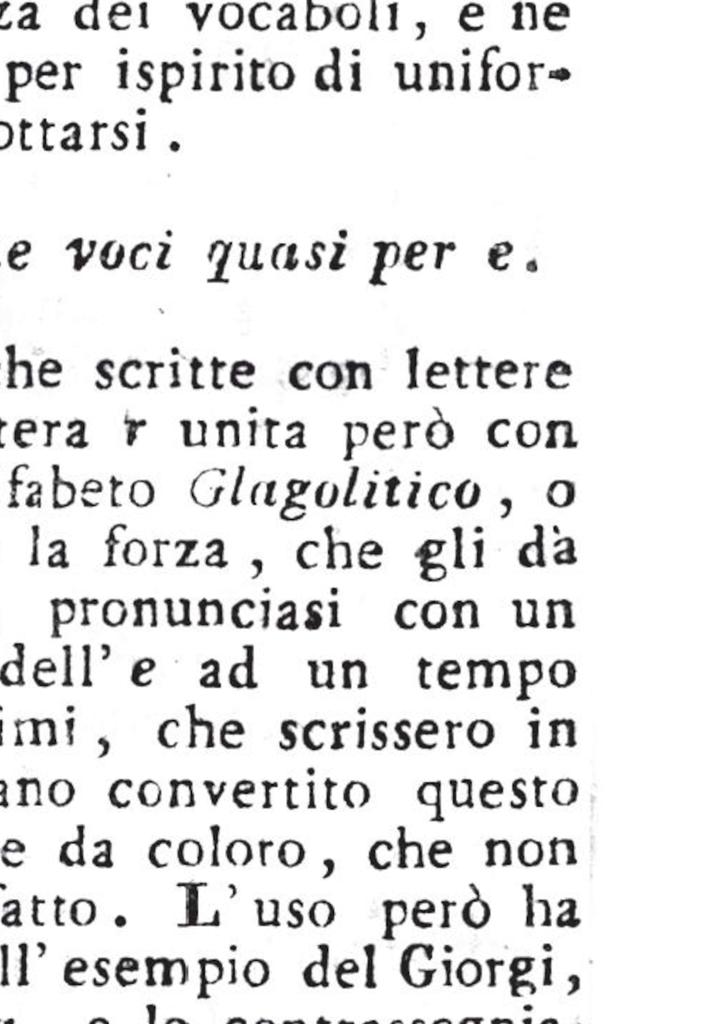 za dei vocaboli, e ne
per ispirito di unifor-
ottarsi.
e voci quasi per e.
he scritte con lettere
tera r unita però con
fabeto Glagolitico, o
la forza, che gli dà
pronunciasi con un
dell' e ad un tempo
imi, che scrissero in
ano convertito questo
e da coloro, che non
fatto. L'uso però ha
ll'esempio del Giorgi,